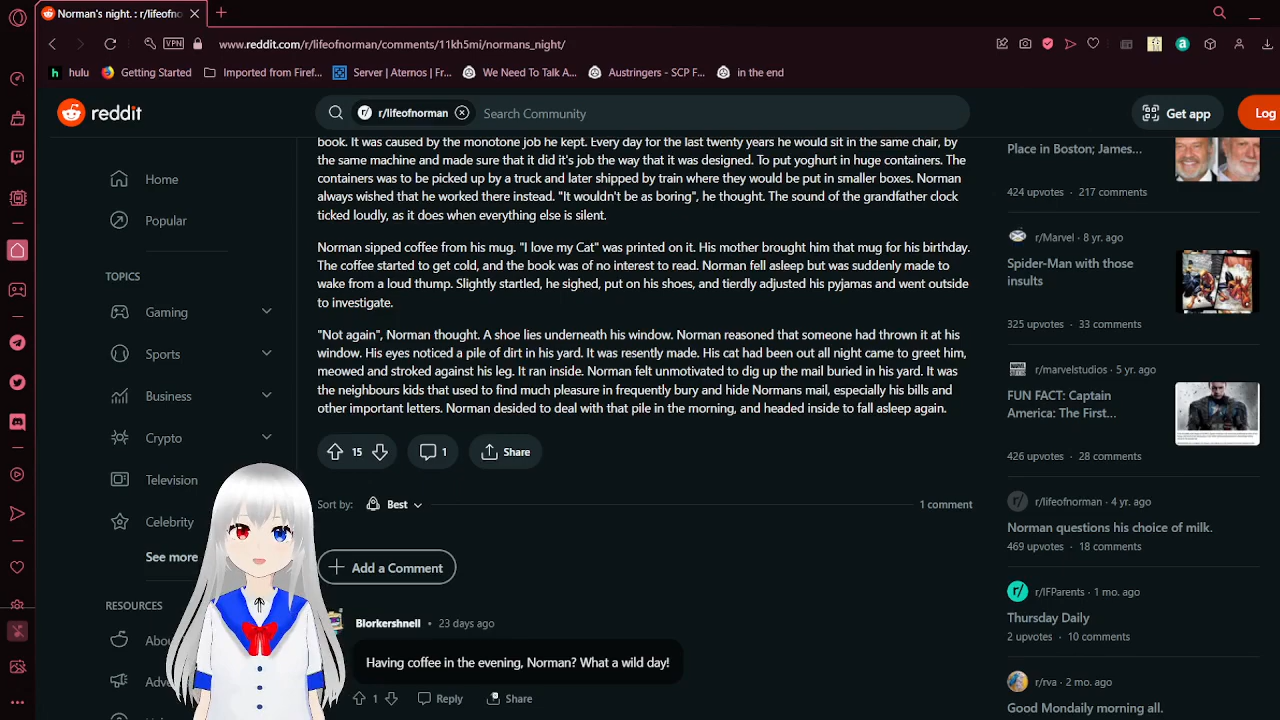 Norman's night. : r/lifeofno
VPN
www.reddit.com/r/lifeofnorman/comments/11kh5mi/normans_night/
hulu
Getting Started
Imported from Firef...
Server | Aternos | Fr...
We Need To Talk A...
Austringers - SCP F...
in the end
reddit
r/lifeofnorman
Search Community
Get app
Log
Home
Popular
TOPICS
Gaming
Sports
Business
Crypto
Television
Celebrity
See more
RESOURCES
book. It was caused by the monotone job he kept. Every day for the last twenty years he would sit in the same chair, by
the same machine and made sure that it did it's job the way that it was designed. To put yoghurt in huge containers. The
containers was to be picked up by a truck and later shipped by train where they would be put in smaller boxes. Norman
always wished that he worked there instead. "It wouldn't be as boring", he thought. The sound of the grandfather clock
ticked loudly, as it does when everything else is silent.
Norman sipped coffee from his mug. "I love my Cat" was printed on it. His mother brought him that mug for his birthday.
The coffee started to get cold, and the book was of no interest to read. Norman fell asleep but was suddenly made to
wake from a loud thump. Slightly startled, he sighed, put on his shoes, and tierdly adjusted his pyjamas and went outside
to investigate.
"Not again", Norman thought. A shoe lies underneath his window. Norman reasoned that someone had thrown it at his
window. His eyes noticed a pile of dirt in his yard. It was resently made. His cat had been out all night came to greet him,
meowed and stroked against his leg. It ran inside. Norman felt unmotivated to dig up the mail buried in his yard. It was
the neighbours kids that used to find much pleasure in frequently bury and hide Normans mail, especially his bills and
other important letters. Norman desided to deal with that pile in the morning, and headed inside to fall asleep again.
15
1
Share
Sort by:
Best
1 comment
Add a Comment
Blorkershnell • 23 days ago
Having coffee in the evening, Norman? What a wild day!
1
Reply
Share
Place in Boston; James...
424 upvotes · 217 comments
r/Marvel · 8 yr. ago
Spider-Man with those
insults
325 upvotes · 33 comments
r/marvelstudios · 5 yr. ago
FUN FACT: Captain
America: The First...
426 upvotes · 28 comments
r/lifeofnorman · 4 yr. ago
Norman questions his choice of milk.
469 upvotes · 18 comments
r/IFParents · 1 mo. ago
Thursday Daily
2 upvotes · 10 comments
r/rva · 2 mo. ago
Good Mondaily morning all.